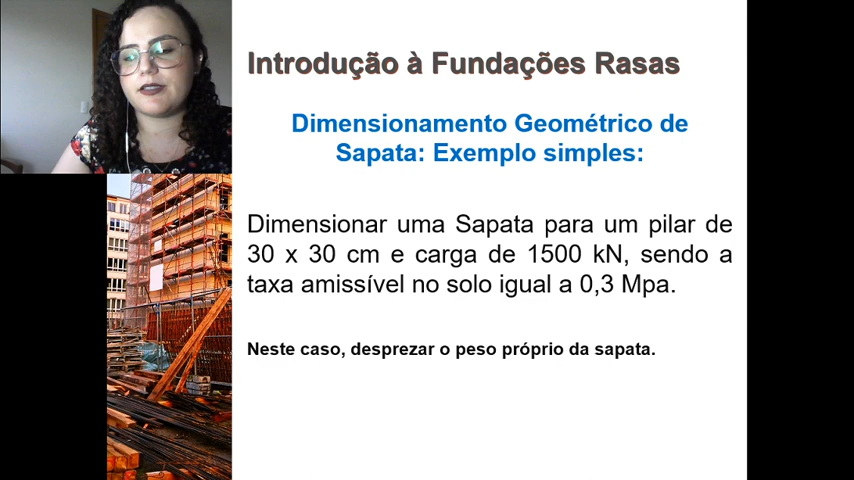 Introdução à Fundações Rasas
Dimensionamento Geométrico de
Sapata: Exemplo simples:
Dimensionar uma Sapata para um pilar de
30 x 30 cm e carga de 1500 kN, sendo a
taxa amissível no solo igual a 0,3 Mpa.
Neste caso, desprezar o peso próprio da sapata.